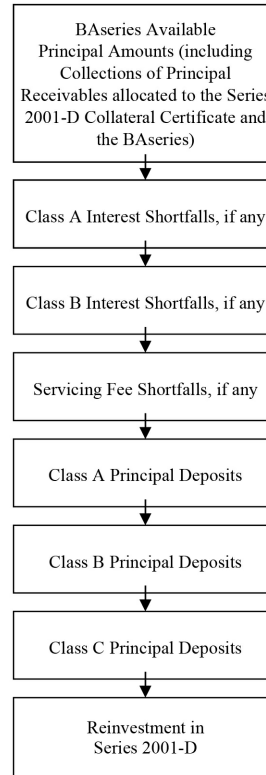 BAseries Available
Principal Amounts (including
Collections of Principal
Receivables allocated to the Series
2001-D Collateral Certificate and
the BAseries)
Class A Interest Shortfalls, if any
Class B Interest Shortfalls, if any
Servicing Fee Shortfalls, if any
Class A Principal Deposits
Class B Principal Deposits
Class C Principal Deposits
Reinvestment in
Series 2001-D